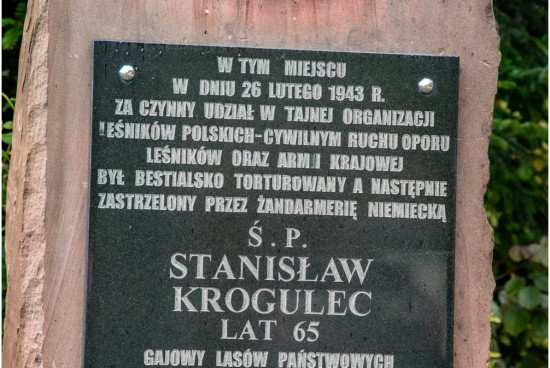 W TYM MIEJSCU
W DNIU 26 LUTEGO 1943 R.
ZA CZYNNY UDZIAŁ W TAJNEJ ORGANIZACJI
LEŚNIKÓW POLSKICH-CYWILNYM RUCHU OPORU
LEŚNIKÓW ORAZ ARMII KRAJOWEJ
BYŁ BESTIALSKO TORTUROWANY A NASTĘPNIE
ZASTRZELONY PRZEZ ŻANDARMERIĘ NIEMIECKĄ
Ś. P.
STANISŁAW
KROGULEC
LAT 65
GAJOWY LASÓW PAŃSTWOWYCH